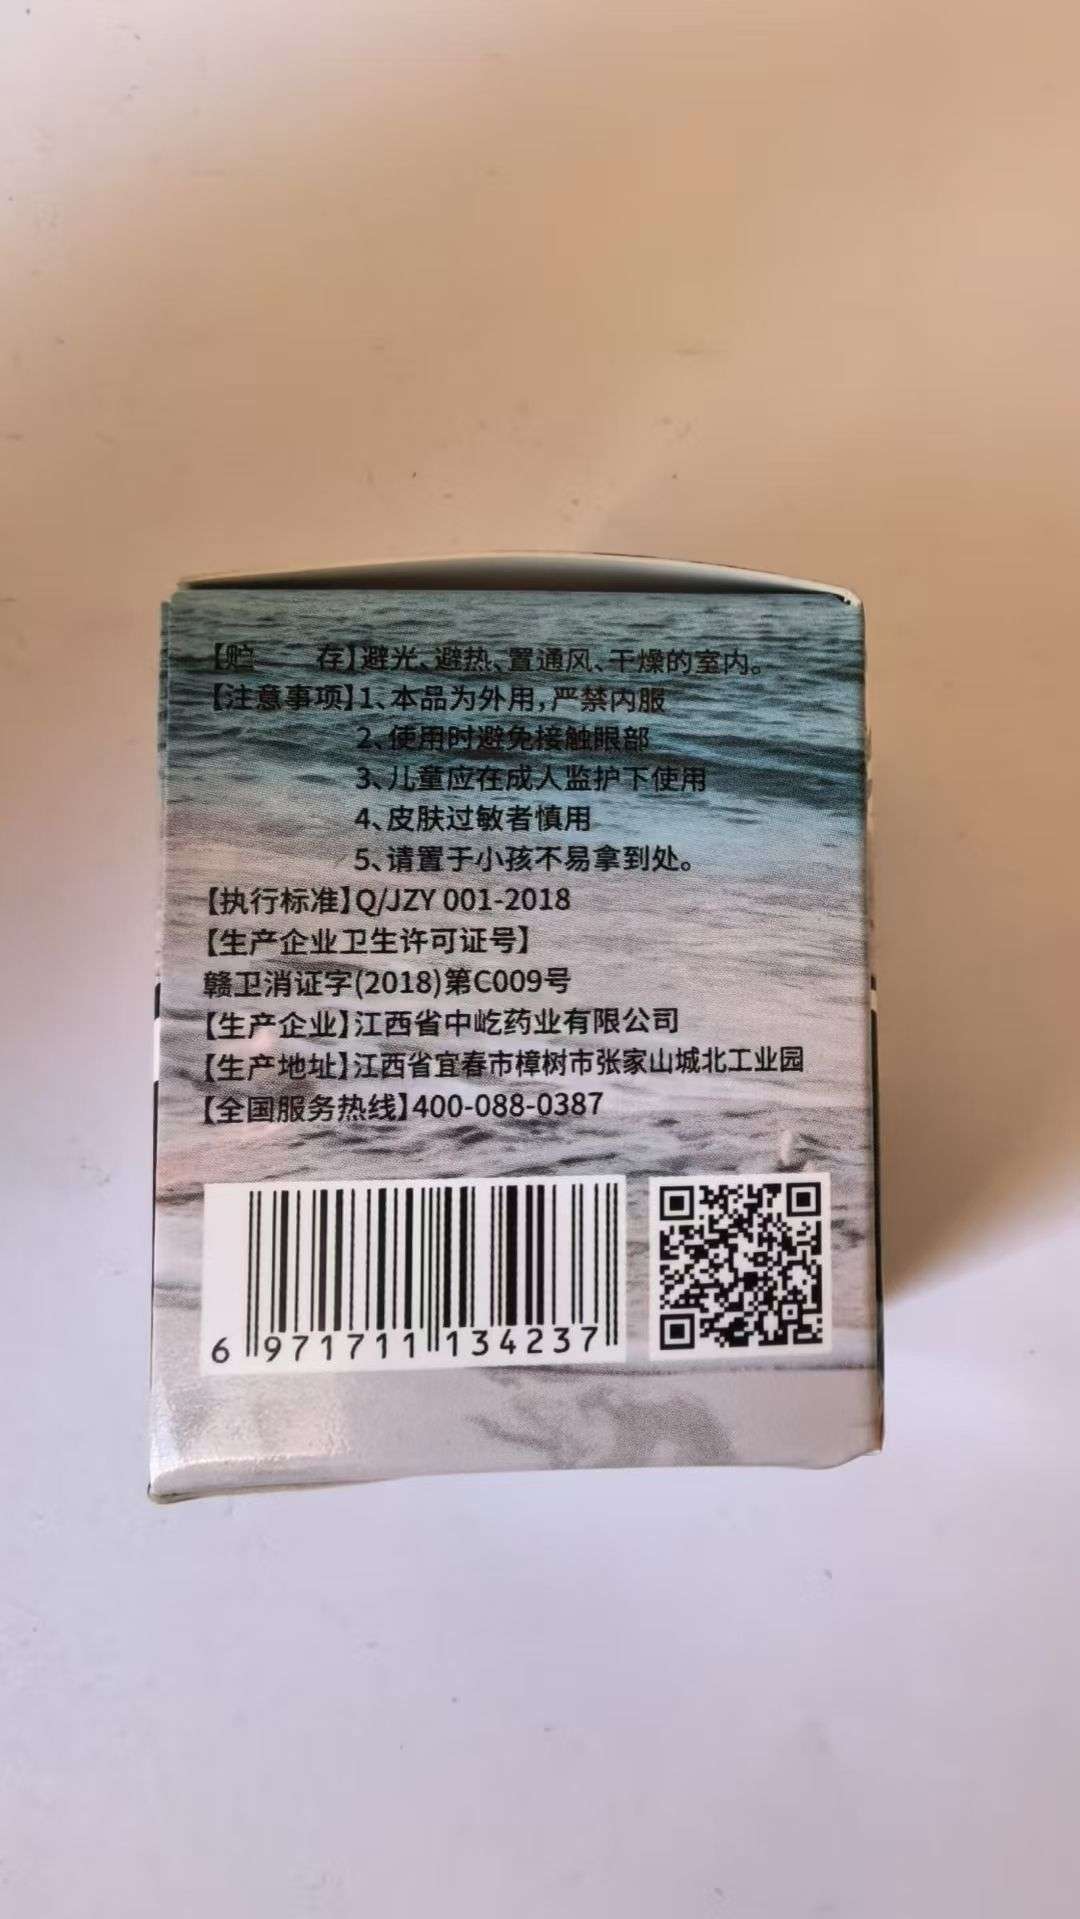 【贮　　存】避光、避热、置通风、干燥的室内。
【注意事项】1、本品为外用,严禁内服
2、使用时避免接触眼部
3、儿童应在成人监护下使用
4、皮肤过敏者慎用
5、请置于小孩不易拿到处。
【执行标准】Q/JZY 001-2018
【生产企业卫生许可证号】
赣卫消证字(2018)第C009号
【生产企业】江西省中屹药业有限公司
【生产地址】江西省宜春市樟树市张家山城北工业园
【全国服务热线】400-088-0387
6 971711 134237